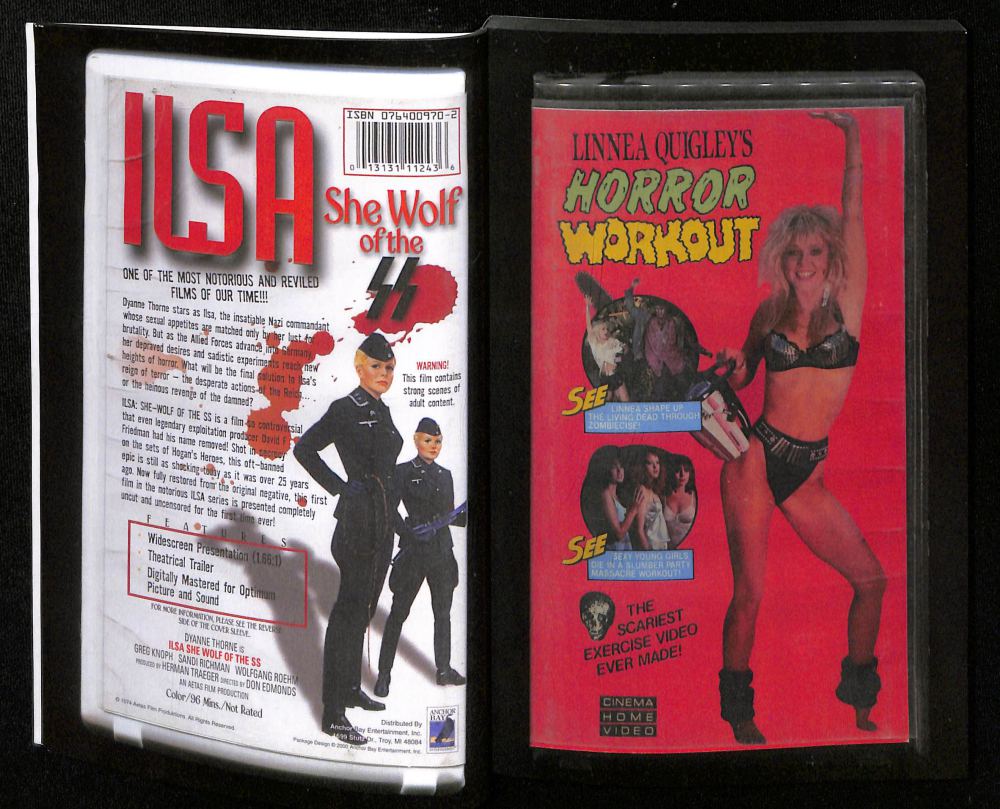 ILSA
ISBN 076400970-2
0 13131 11243 6
She Wolf
of the
SS
ONE OF THE MOST NOTORIOUS AND REVILED
FILMS OF OUR TIME!!!
Dyanne Thorne stars as Ilsa, the insatiable Nazi commandant
whose sexual appetites are matched only by her lust for
brutality. But as the Allied Forces advance into Germany
her depraved desires and sadistic experiments reach new
heights of horror. What will be the final solution to Ilsa's
reign of terror – the desperate actions of the Reich...
or the heinous revenge of the damned?
ILSA: SHE-WOLF OF THE SS is a film so controversial
that even legendary exploitation producer David F.
Friedman had his name removed! Shot in secrecy
on the sets of Hogan's Heroes, this oft-banned
epic is still as shocking today as it was over 25 years
ago. Now fully restored from the original negative, this first
film in the notorious ILSA series is presented completely
uncut and uncensored for the first time ever!
WARNING!
This film contains
strong scenes of
adult content.
FEATURES
Widescreen Presentation (1.66:1)
Theatrical Trailer
Digitally Mastered for Optimum
Picture and Sound
FOR MORE INFORMATION, PLEASE SEE THE REVERSE
SIDE OF THE COVER SLEEVE.
DYANNE THORNE IS
ILSA SHE WOLF OF THE SS
GREG KNOPH SANDI RICHMAN WOLFGANG ROEHM
PRODUCED BY HERMAN TRAEGER DIRECTED BY DON EDMONDS
AN AETAS FILM PRODUCTION
Color/96 Mins./Not Rated
© 1974 Aetas Film Productions. All Rights Reserved.
Distributed By
Anchor Bay Entertainment, Inc.
1699 Stutz Dr., Troy, MI 48084
Package Design © 2000 Anchor Bay Entertainment, Inc.
ANCHOR
BAY
ENTERTAINMENT
LINNEA QUIGLEY'S
HORROR
WORKOUT
SEE
LINNEA SHAPE UP
THE LIVING DEAD THROUGH
ZOMBIECISE!
SEE
SEXY YOUNG GIRLS
DIE IN A SLUMBER PARTY
MASSACRE WORKOUT!
THE
SCARIEST
EXERCISE VIDEO
EVER MADE!
CINEMA
HOME
VIDEO